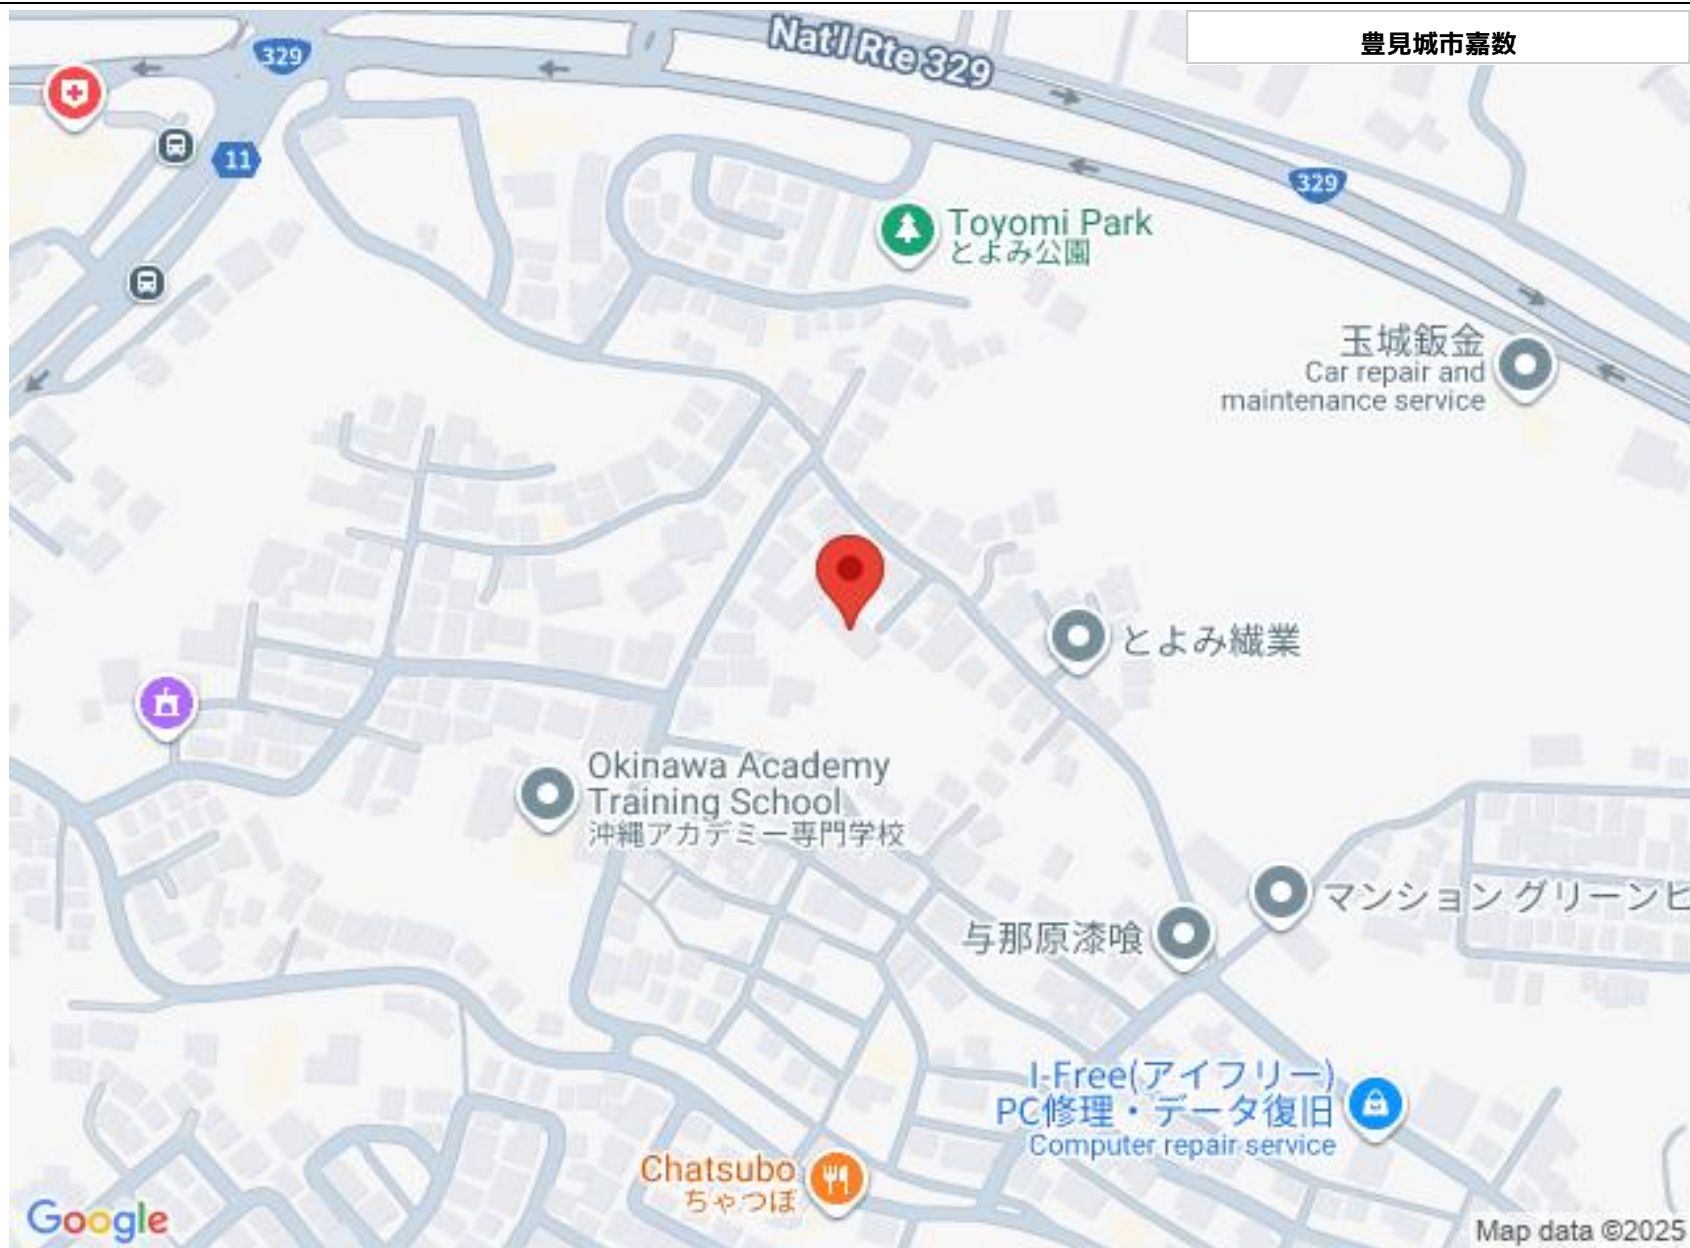 豊見城市嘉数
Nat'l Rte 329
329
11
329
Toyomi Park
とよみ公園
玉城鈑金
Car repair and
maintenance service
とよみ繊業
Okinawa Academy
Training School
沖縄アカデミー専門学校
マンション グリーンヒ
与那原漆喰
I-Free(アイフリー)
PC修理・データ復旧
Computer repair service
Chatsubo
ちゃつぼ
Google
Map data ©2025